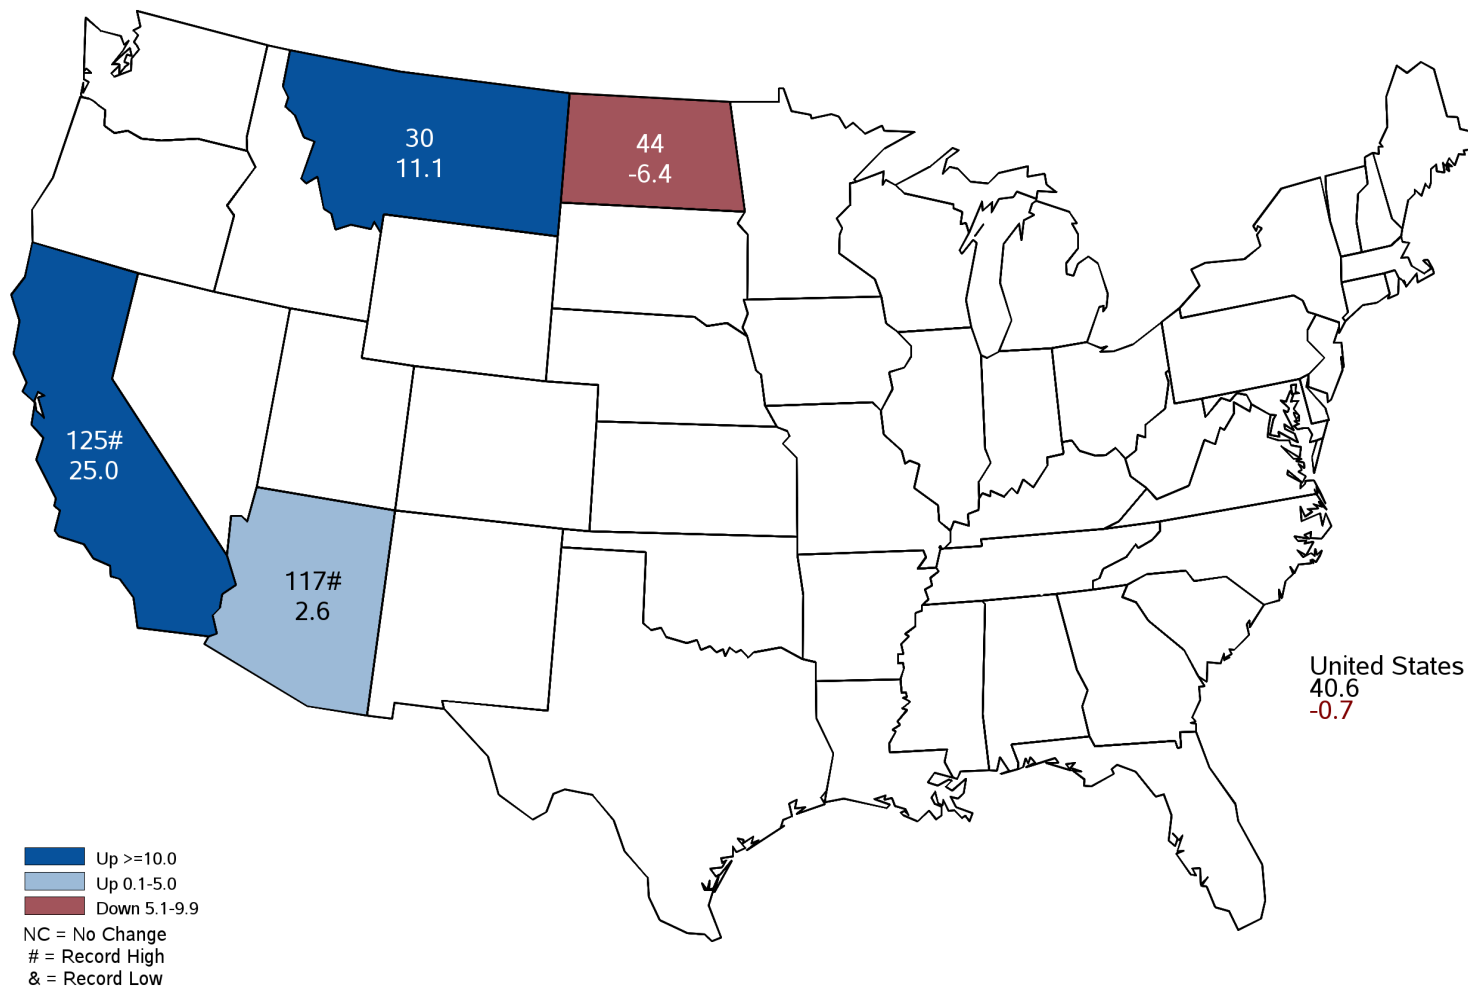 30
11.1
44
-6.4
125#
25.0
117#
2.6
United States
40.6
-0.7
Up >=10.0
Up 0.1-5.0
Down 5.1-9.9
NC = No Change
# = Record High
& = Record Low